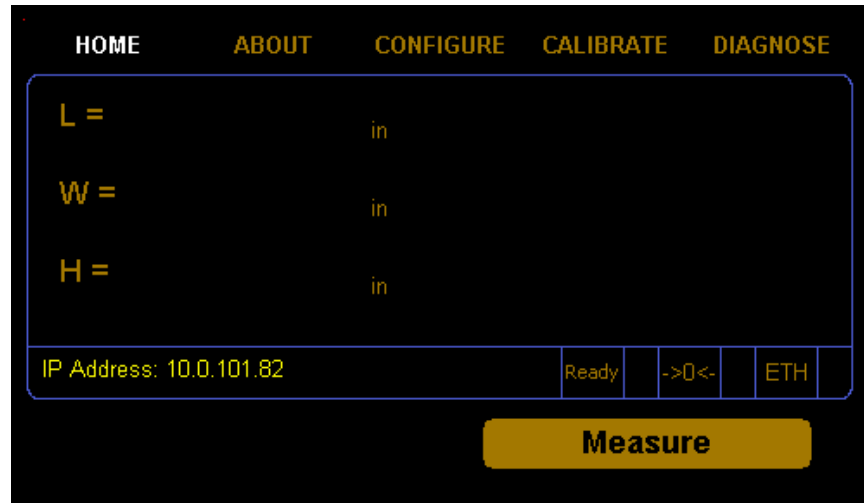 HOME ABOUT CONFIGURE CALIBRATE DIAGNOSE
L = in
W = in
H = in
IP Address: 10.0.101.82 Ready ->0<- ETH
Measure